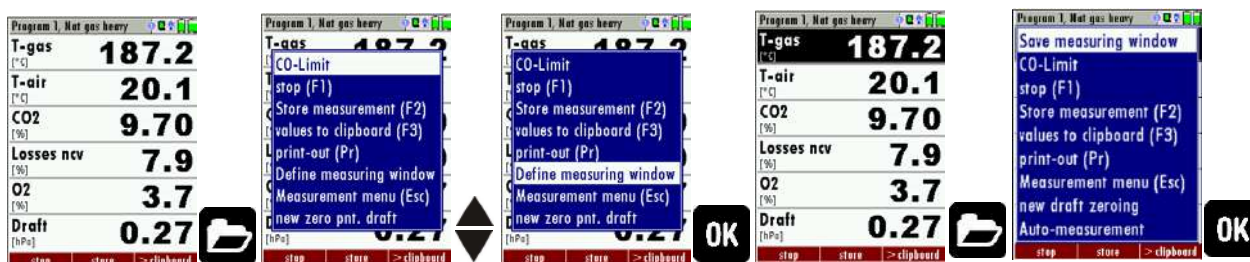 Program 1, Nat gas heavy
T-gas 187.2
[°C]
T-air 20.1
[°C]
CO2 9.70
[%]
Losses ncv 7.9
[%]
O2 3.7
[%]
Draft 0.27
[hPa]
stop store >clipboard
Program 1, Nat gas heavy
T-gas
CO-Limit
stop (F1)
Store measurement (F2)
values to clipboard (F3)
print-out (Pr)
Define measuring window
Measurement menu (Esc)
new zero pnt. draft
[hPa]
stop store >clipboard
Program 1, Nat gas heavy
T-gas
CO-Limit
stop (F1)
Store measurement (F2)
values to clipboard (F3)
print-out (Pr)
Define measuring window
Measurement menu (Esc)
new zero pnt. draft
[hPa]
stop store >clipboard
OK
Program 1, Nat gas heavy
T-gas 187.2
[°C]
T-air 20.1
[°C]
CO2 9.70
[%]
Losses ncv 7.9
[%]
O2 3.7
[%]
Draft 0.27
[hPa]
stop store >clipboard
Program 1, Nat gas heavy
Save measuring window
CO-Limit
stop (F1)
Store measurement (F2)
values to clipboard (F3)
print-out (Pr)
Measurement menu (Esc)
new draft zeroing
Auto-measurement
stop store >clipboard
OK